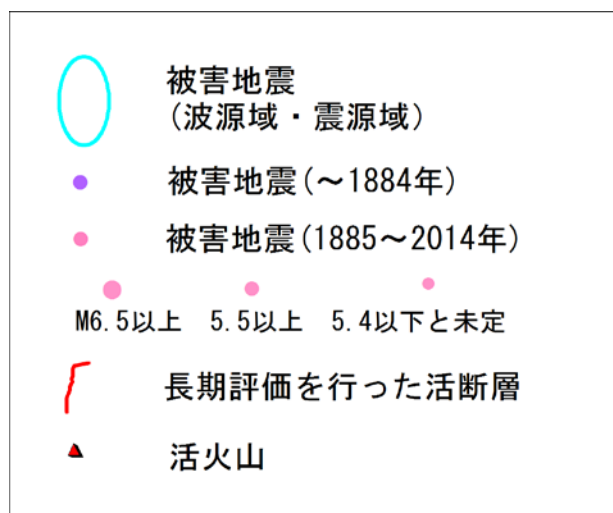 被害地震
(波源域・震源域)
被害地震(~1884年)
被害地震(1885~2014年)
M6.5以上 5.5以上 5.4以下と未定
長期評価を行った活断層
活火山